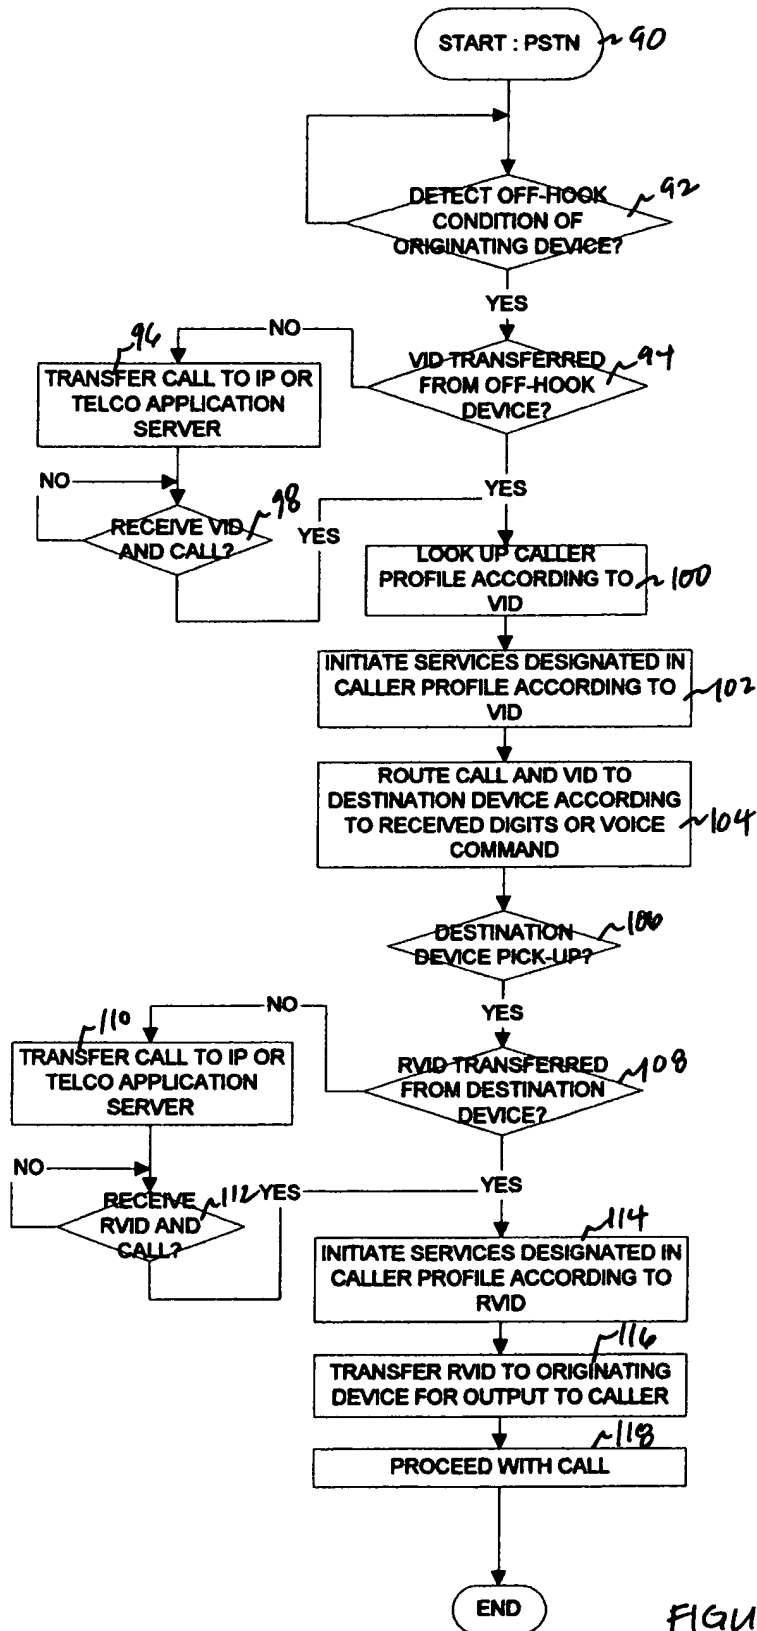 START : PSTN
90
DETECT OFF-HOOK
CONDITION OF
ORIGINATING DEVICE?
92
YES
NO
VID TRANSFERRED
FROM OFF-HOOK
DEVICE?
94
96
TRANSFER CALL TO IP OR
TELCO APPLICATION
SERVER
NO
RECEIVE VID
AND CALL?
98
YES
YES
LOOK UP CALLER
PROFILE ACCORDING TO
VID
100
INITIATE SERVICES DESIGNATED IN
CALLER PROFILE ACCORDING TO
VID
102
ROUTE CALL AND VID TO
DESTINATION DEVICE ACCORDING
TO RECEIVED DIGITS OR VOICE
COMMAND
104
DESTINATION
DEVICE PICK-UP?
106
YES
NO
RVID TRANSFERRED
FROM DESTINATION
DEVICE?
108
110
TRANSFER CALL TO IP OR
TELCO APPLICATION
SERVER
NO
RECEIVE
RVID AND
CALL?
112
YES
YES
114
INITIATE SERVICES DESIGNATED IN
CALLER PROFILE ACCORDING TO
RVID
116
TRANSFER RVID TO ORIGINATING
DEVICE FOR OUTPUT TO CALLER
118
PROCEED WITH CALL
END
FIGU